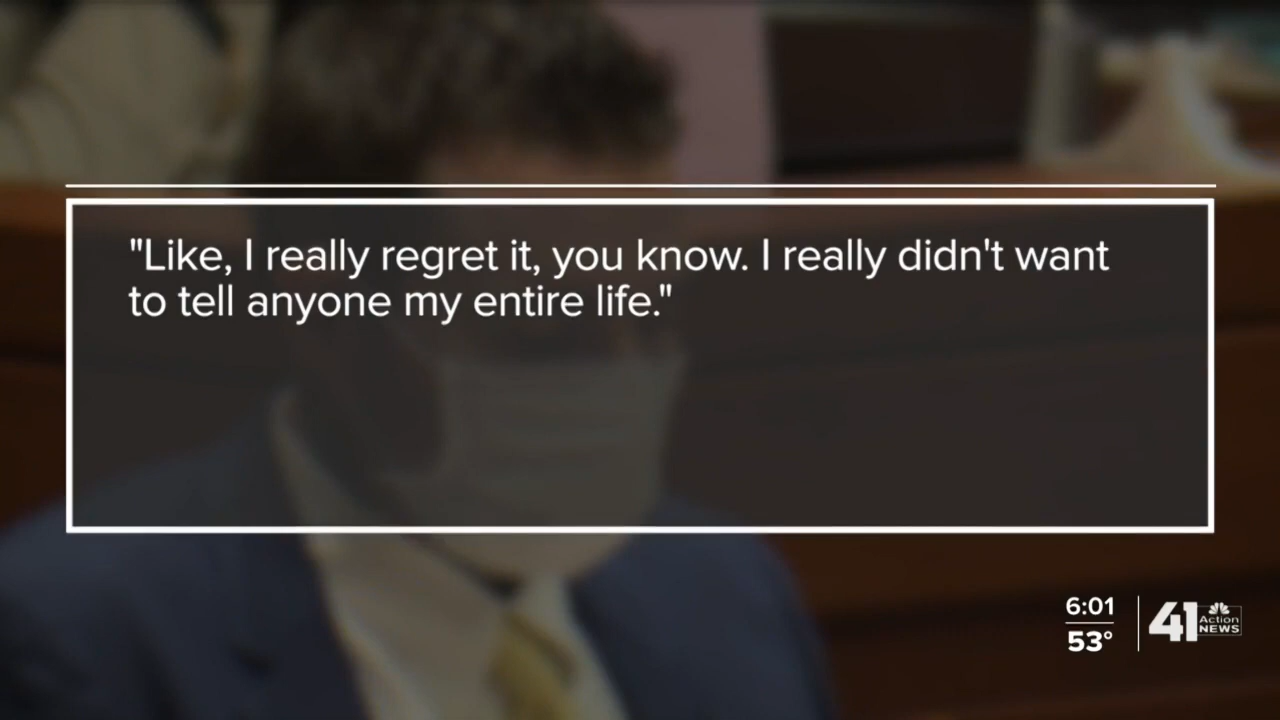 "Like, I really regret it, you know. I really didn't want
to tell anyone my entire life."
6:01
53°
41 Action NEWS